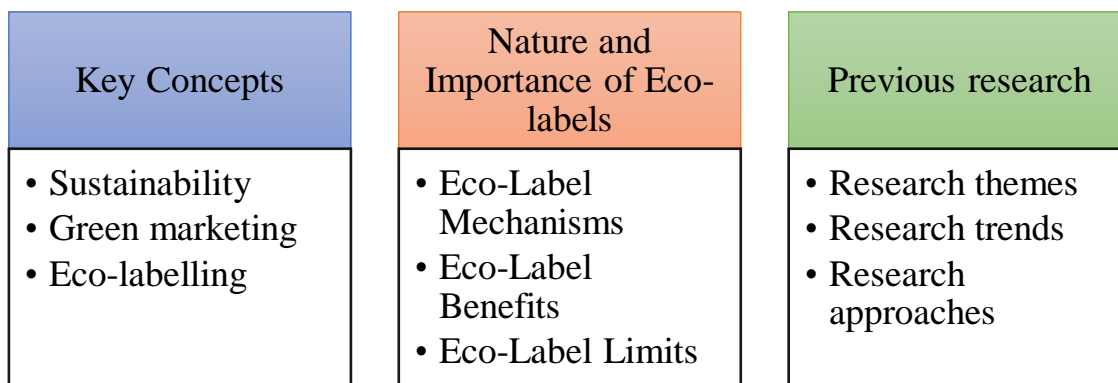 Key Concepts
• Sustainability
• Green marketing
• Eco-labelling
Nature and
Importance of Eco-
labels
• Eco-Label
Mechanisms
• Eco-Label
Benefits
• Eco-Label Limits
Previous research
• Research themes
• Research trends
• Research
approaches